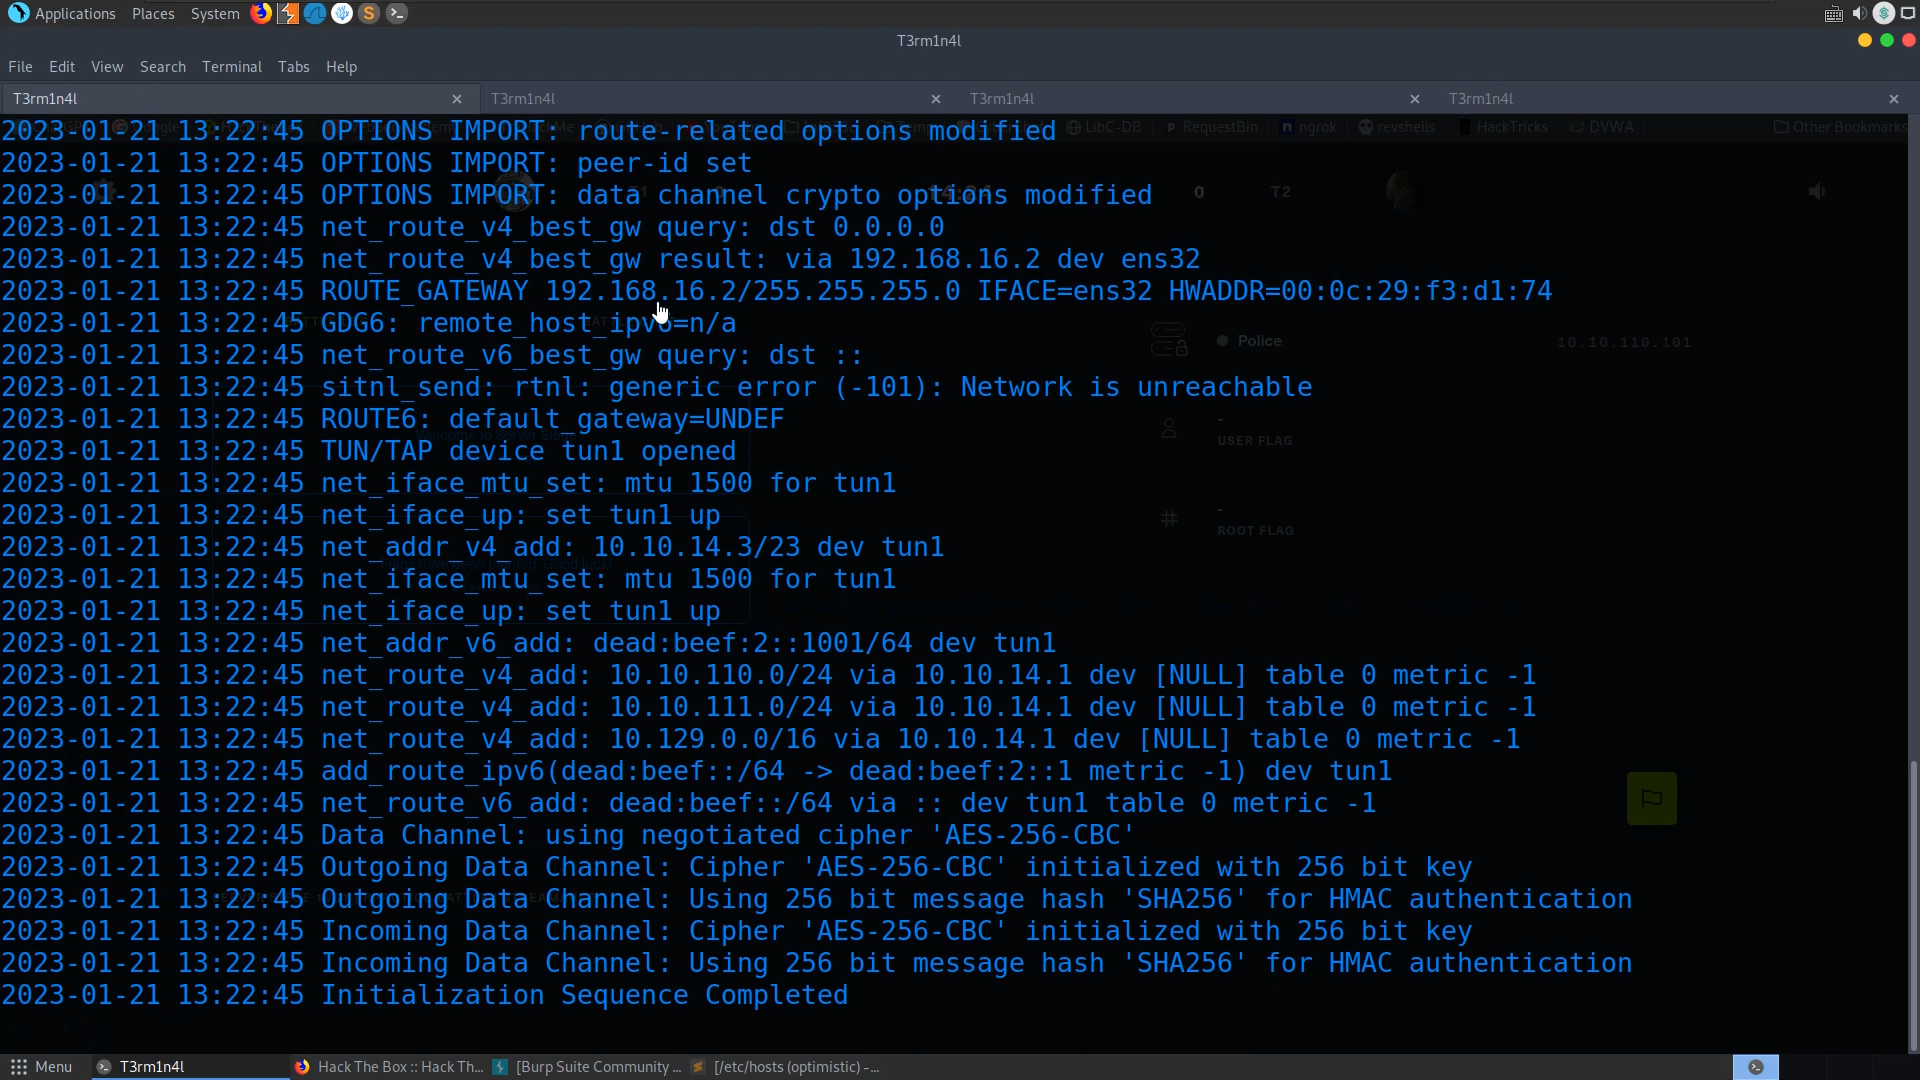 Applications Places System
T3rm1n4l
File Edit View Search Terminal Tabs Help
T3rm1n4l T3rm1n4l T3rm1n4l T3rm1n4l
LibC-DB RequestBin ngrok revshells HackTricks DVWA Other Bookmarks
2023-01-21 13:22:45 OPTIONS IMPORT: route-related options modified
2023-01-21 13:22:45 OPTIONS IMPORT: peer-id set
2023-01-21 13:22:45 OPTIONS IMPORT: data channel crypto options modified
0 T2
2023-01-21 13:22:45 net_route_v4_best_gw query: dst 0.0.0.0
2023-01-21 13:22:45 net_route_v4_best_gw result: via 192.168.16.2 dev ens32
2023-01-21 13:22:45 ROUTE_GATEWAY 192.168.16.2/255.255.255.0 IFACE=ens32 HWADDR=00:0c:29:f3:d1:74
2023-01-21 13:22:45 GDG6: remote_host_ipv6=n/a
Police 10.10.110.101
2023-01-21 13:22:45 net_route_v6_best_gw query: dst ::
2023-01-21 13:22:45 sitnl_send: rtnl: generic error (-101): Network is unreachable
2023-01-21 13:22:45 ROUTE6: default_gateway=UNDEF
-
USER FLAG
2023-01-21 13:22:45 TUN/TAP device tun1 opened
2023-01-21 13:22:45 net_iface_mtu_set: mtu 1500 for tun1
2023-01-21 13:22:45 net_iface_up: set tun1 up
-
ROOT FLAG
2023-01-21 13:22:45 net_addr_v4_add: 10.10.14.3/23 dev tun1
2023-01-21 13:22:45 net_iface_mtu_set: mtu 1500 for tun1
2023-01-21 13:22:45 net_iface_up: set tun1 up
2023-01-21 13:22:45 net_addr_v6_add: dead:beef:2::1001/64 dev tun1
2023-01-21 13:22:45 net_route_v4_add: 10.10.110.0/24 via 10.10.14.1 dev [NULL] table 0 metric -1
2023-01-21 13:22:45 net_route_v4_add: 10.10.111.0/24 via 10.10.14.1 dev [NULL] table 0 metric -1
2023-01-21 13:22:45 net_route_v4_add: 10.129.0.0/16 via 10.10.14.1 dev [NULL] table 0 metric -1
2023-01-21 13:22:45 add_route_ipv6(dead:beef::/64 -> dead:beef:2::1 metric -1) dev tun1
2023-01-21 13:22:45 net_route_v6_add: dead:beef::/64 via :: dev tun1 table 0 metric -1
2023-01-21 13:22:45 Data Channel: using negotiated cipher 'AES-256-CBC'
2023-01-21 13:22:45 Outgoing Data Channel: Cipher 'AES-256-CBC' initialized with 256 bit key
2023-01-21 13:22:45 Outgoing Data Channel: Using 256 bit message hash 'SHA256' for HMAC authentication
2023-01-21 13:22:45 Incoming Data Channel: Cipher 'AES-256-CBC' initialized with 256 bit key
2023-01-21 13:22:45 Incoming Data Channel: Using 256 bit message hash 'SHA256' for HMAC authentication
2023-01-21 13:22:45 Initialization Sequence Completed
Menu T3rm1n4l Hack The Box :: Hack Th... [Burp Suite Community ... [/etc/hosts (optimistic) -...